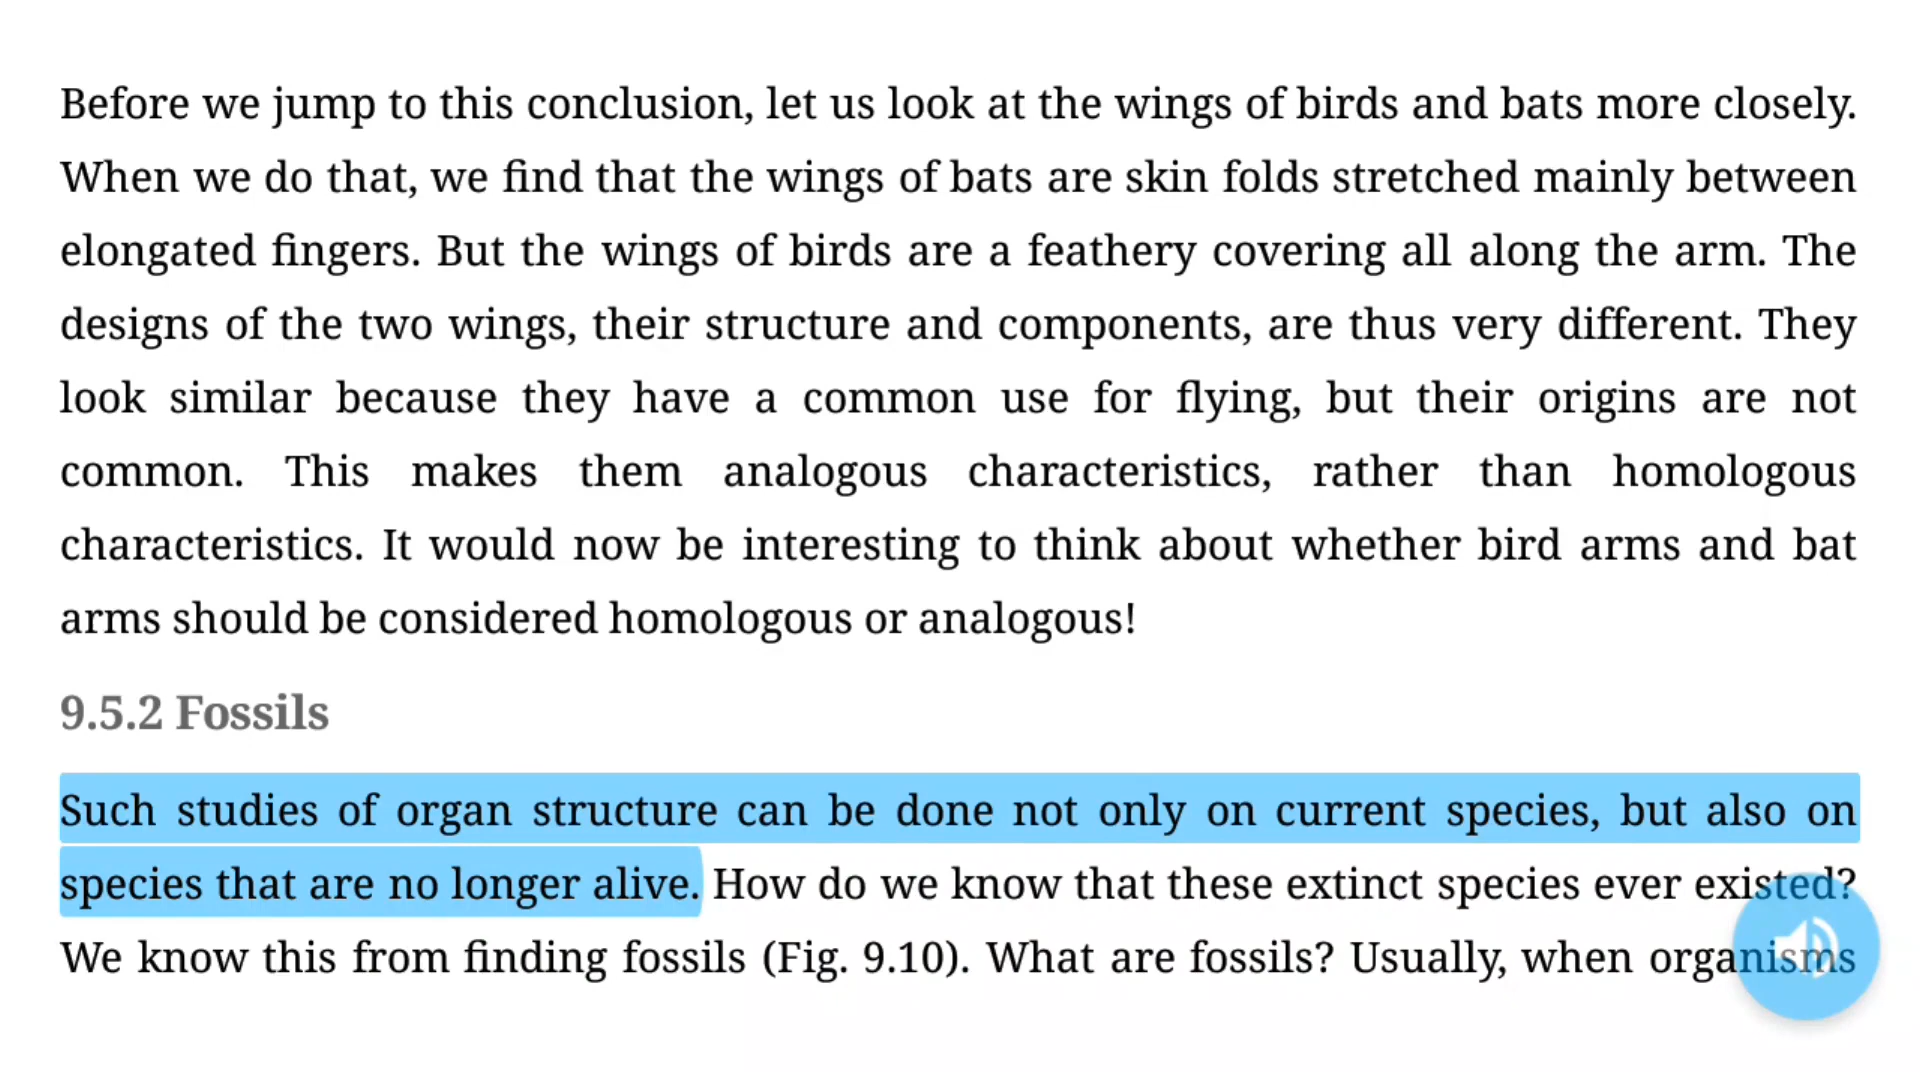 Before we jump to this conclusion, let us look at the wings of birds and bats more closely.
When we do that, we find that the wings of bats are skin folds stretched mainly between
elongated fingers. But the wings of birds are a feathery covering all along the arm. The
designs of the two wings, their structure and components, are thus very different. They
look similar because they have a common use for flying, but their origins are not
common. This makes them analogous characteristics, rather than homologous
characteristics. It would now be interesting to think about whether bird arms and bat
arms should be considered homologous or analogous!
9.5.2 Fossils
Such studies of organ structure can be done not only on current species, but also on
species that are no longer alive. How do we know that these extinct species ever existed?
We know this from finding fossils (Fig. 9.10). What are fossils? Usually, when organisms